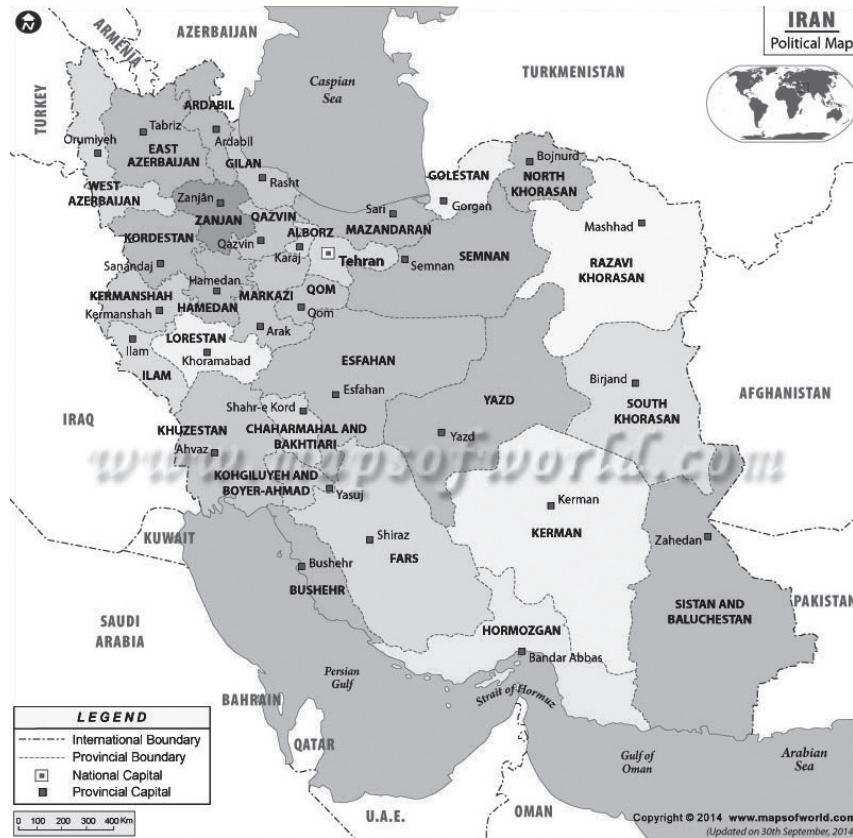 IRAN
Political Map
N
ARMENIA
AZERBAIJAN
TURKEY
Caspian
Sea
TURKMENISTAN
ARDABIL
Tabriz
Ardabil
Orumiyeh
EAST
AZERBAIJAN
GILAN
Rasht
WEST
AZERBAIJAN
Zanjān
ZANJAN
QAZVIN
Qazvin
GOLESTAN
Gorgan
Bojnurd
NORTH
KHORASAN
Sari
MAZANDARAN
ALBORZ
Karaj
Tehran
Semnan
SEMNAN
Mashhad
RAZAVI
KHORASAN
KORDESTAN
Sanandaj
Hamedan
HAMEDAN
MARKAZI
QOM
Qom
Arak
KERMANSHAH
Kermanshah
LORESTAN
Khoramabad
Ilam
ILAM
ESFAHAN
Esfahan
YAZD
Yazd
Birjand
SOUTH
KHORASAN
AFGHANISTAN
IRAQ
KHUZESTAN
Ahvaz
Shahr-e Kord
CHAHARMAHAL AND
BAKHTIARI
www.mapsofworld.com
KOHGILUYEH AND
BOYER-AHMAD
Yasuj
Kerman
KERMAN
KUWAIT
Shiraz
FARS
Bushehr
BUSHEHR
Zahedan
SISTAN AND
BALUCHESTAN
PAKISTAN
SAUDI
ARABIA
HORMOZGAN
Bandar Abbas
Persian
Gulf
Strait of Hormuz
BAHRAIN
QATAR
U.A.E.
OMAN
Gulf of
Oman
Arabian
Sea
LEGEND
International Boundary
Provincial Boundary
National Capital
Provincial Capital
0 100 200 300 400 Km
Copyright © 2014 www.mapsofworld.com
(Updated on 30th September, 2014)